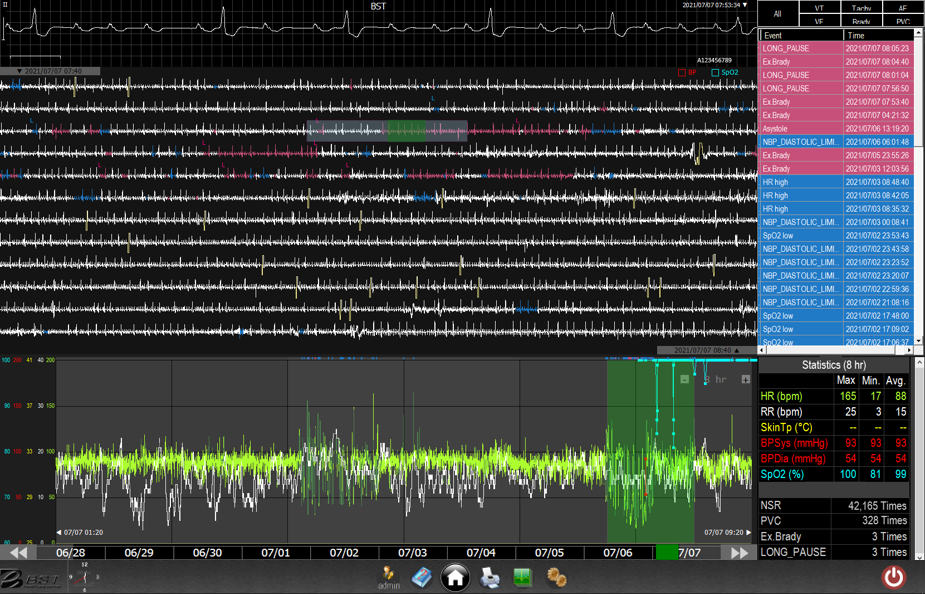 II
BST
2021/07/07 07:53:34 ▼
A123456789
▼ 2021/07/07 07:40
BP SpO2
2021/07/07 08:40 ▲
All VT Tachy AF
VF Brady PVC
Event Time
LONG_PAUSE 2021/07/07 08:05:23
Ex.Brady 2021/07/07 08:04:40
LONG_PAUSE 2021/07/07 08:01:04
LONG_PAUSE 2021/07/07 07:56:50
Ex.Brady 2021/07/07 07:53:40
Ex.Brady 2021/07/07 04:21:32
Asystole 2021/07/06 13:19:20
NBP_DIASTOLIC_LIMI... 2021/07/06 06:01:48
Ex.Brady 2021/07/05 23:55:26
Ex.Brady 2021/07/03 12:03:56
HR high 2021/07/03 08:48:40
HR high 2021/07/03 08:42:05
HR high 2021/07/03 08:35:32
NBP_DIASTOLIC_LIMI... 2021/07/03 00:08:41
SpO2 low 2021/07/02 23:53:43
NBP_DIASTOLIC_LIMI... 2021/07/02 23:43:58
NBP_DIASTOLIC_LIMI... 2021/07/02 23:23:52
NBP_DIASTOLIC_LIMI... 2021/07/02 23:20:07
NBP_DIASTOLIC_LIMI... 2021/07/02 22:59:36
NBP_DIASTOLIC_LIMI... 2021/07/02 21:08:16
SpO2 low 2021/07/02 17:48:00
SpO2 low 2021/07/02 17:09:02
SpO2 low 2021/07/02 17:06:37
100 200 41 40 200
90 150 37 30 150
80 100 33 20 100
70 50 29 10 50
60 0 25
8 hr
◀ 07/07 01:20
07/07 09:20 ▶
06/28 06/29 06/30 07/01 07/02 07/03 07/04 07/05 07/06 7/07
Statistics (8 hr)
Max Min. Avg.
HR (bpm) 165 17 88
RR (bpm) 25 3 15
SkinTp (°C) -- -- --
BPSys (mmHg) 93 93 93
BPDia (mmHg) 54 54 54
SpO2 (%) 100 81 99
NSR 42,165 Times
PVC 328 Times
Ex.Brady 3 Times
LONG_PAUSE 3 Times
BST
12
9 3
6
admin